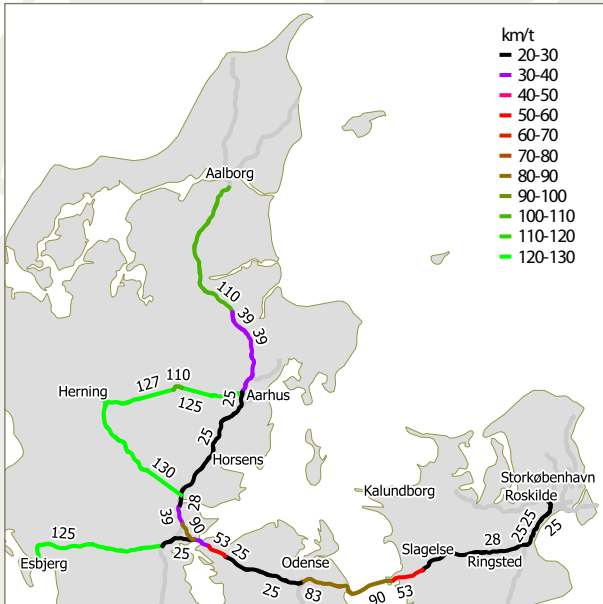 km/t
20-30
30-40
40-50
50-60
60-70
70-80
80-90
90-100
100-110
110-120
120-130
Aalborg
110
39
39
127
110
125
Herning
25
Aarhus
25
130
Horsens
28
39
90
53
25
125
25
Esbjerg
Odense
25
83
90
53
Kalundborg
Slagelse
28
Ringsted
Storkøbenhavn
Roskilde
25
25
25